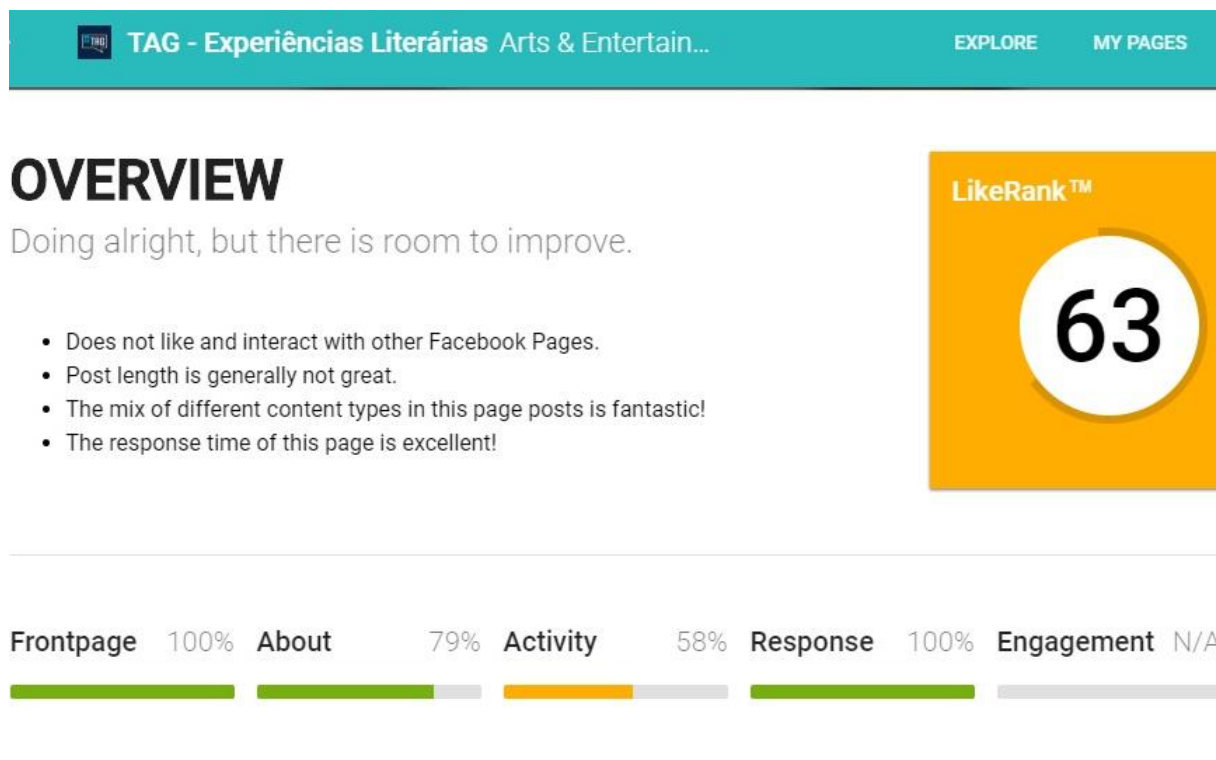 TAG
TAG - Experiências Literárias Arts & Entertain... EXPLORE MY PAGES
OVERVIEW
Doing alright, but there is room to improve.
LikeRank™
63
• Does not like and interact with other Facebook Pages.
• Post length is generally not great.
• The mix of different content types in this page posts is fantastic!
• The response time of this page is excellent!
Frontpage 100% About 79% Activity 58% Response 100% Engagement N/A